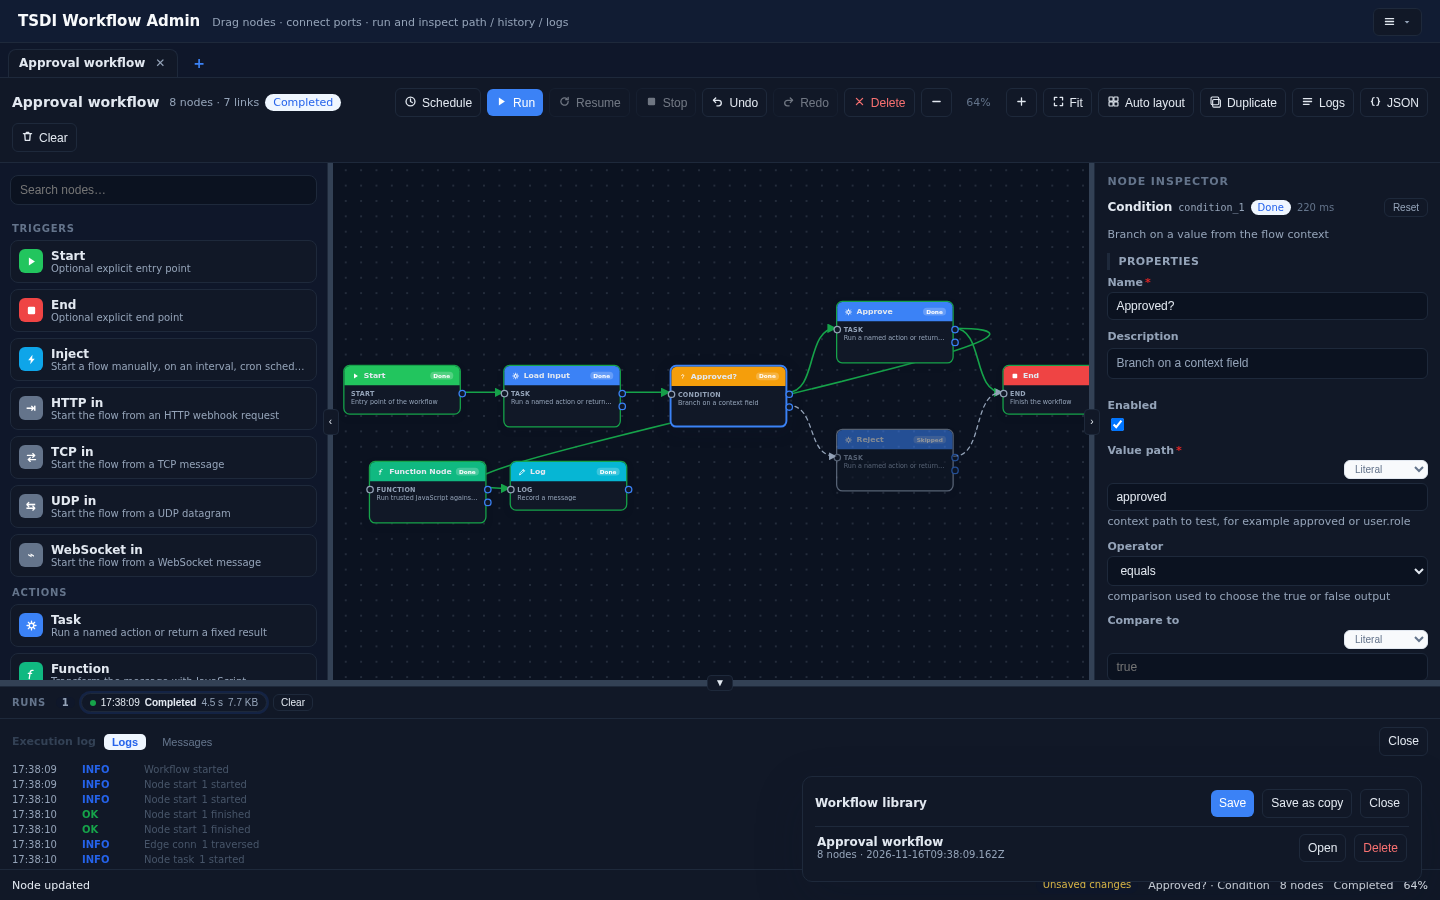 TSDI Workflow Admin Drag nodes · connect ports · run and inspect path / history / logs
Approval workflow × +
Approval workflow 8 nodes · 7 links Completed Schedule Run Resume Stop Undo Redo Delete − 64% + Fit Auto layout Duplicate Logs JSON
Clear
Search nodes…
TRIGGERS
Start
Optional explicit entry point
End
Optional explicit end point
Inject
Start a flow manually, on an interval, cron sched…
HTTP in
Start the flow from an HTTP webhook request
TCP in
Start the flow from a TCP message
UDP in
Start the flow from a UDP datagram
WebSocket in
Start the flow from a WebSocket message
ACTIONS
Task
Run a named action or return a fixed result
Function
Start Done
START
Entry point of the workflow
Load Input Done
TASK
Run a named action or return…
Approved? Done
CONDITION
Branch on a context field
Approve Done
TASK
Run a named action or return…
End
END
Finish the workflow
Reject Skipped
TASK
Run a named action or return…
Function Node Done
FUNCTION
Run trusted JavaScript agains…
Log Done
LOG
Record a message
NODE INSPECTOR
Condition condition_1 Done 220 ms Reset
Branch on a value from the flow context
PROPERTIES
Name *
Approved?
Description
Branch on a context field
Enabled
Value path *
Literal
approved
context path to test, for example approved or user.role
Operator
equals
comparison used to choose the true or false output
Compare to
Literal
true
RUNS 1 17:38:09 Completed 4.5 s 7.7 KB Clear
Execution log Logs Messages Close
17:38:09 INFO Workflow started
17:38:09 INFO Node start_1 started
17:38:10 INFO Node start_1 started
17:38:10 OK Node start_1 finished
17:38:10 OK Node start_1 finished
17:38:10 INFO Edge conn_1 traversed
17:38:10 INFO Node task_1 started
Workflow library Save Save as copy Close
Approval workflow
8 nodes · 2026-11-16T09:38:09.162Z Open Delete
Node updated Unsaved changes Approved? · Condition 8 nodes Completed 64%